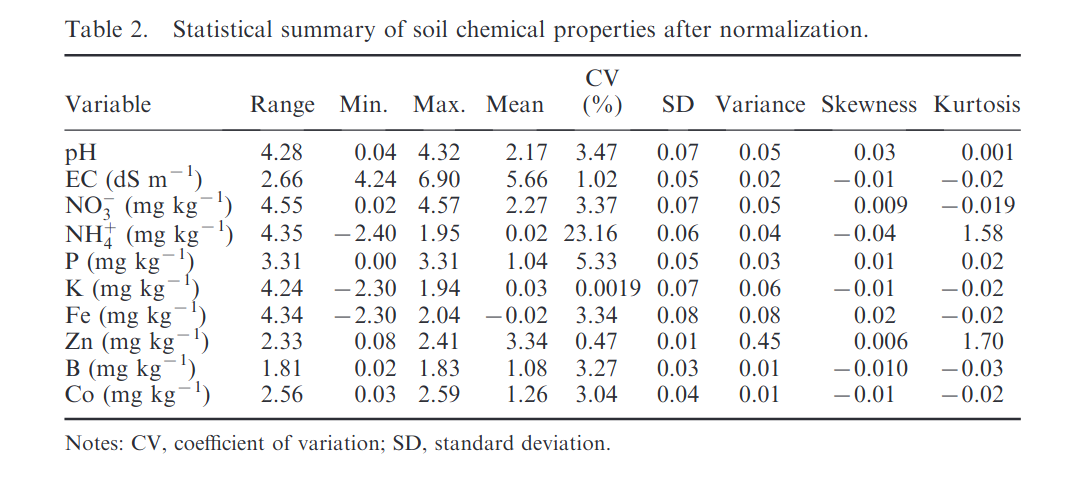 Table 2. Statistical summary of soil chemical properties after normalization.
Variable Range Min. Max. Mean CV (%) SD Variance Skewness Kurtosis
pH 4.28 0.04 4.32 2.17 3.47 0.07 0.05 0.03 0.001
EC (dS m⁻¹) 2.66 4.24 6.90 5.66 1.02 0.05 0.02 −0.01 −0.02
NO₃⁻ (mg kg⁻¹) 4.55 0.02 4.57 2.27 3.37 0.07 0.05 0.009 −0.019
NH₄⁺ (mg kg⁻¹) 4.35 −2.40 1.95 0.02 23.16 0.06 0.04 −0.04 1.58
P (mg kg⁻¹) 3.31 0.00 3.31 1.04 5.33 0.05 0.03 0.01 0.02
K (mg kg⁻¹) 4.24 −2.30 1.94 0.03 0.0019 0.07 0.06 −0.01 −0.02
Fe (mg kg⁻¹) 4.34 −2.30 2.04 −0.02 3.34 0.08 0.08 0.02 −0.02
Zn (mg kg⁻¹) 2.33 0.08 2.41 3.34 0.47 0.01 0.45 0.006 1.70
B (mg kg⁻¹) 1.81 0.02 1.83 1.08 3.27 0.03 0.01 −0.010 −0.03
Co (mg kg⁻¹) 2.56 0.03 2.59 1.26 3.04 0.04 0.01 −0.01 −0.02
Notes: CV, coefficient of variation; SD, standard deviation.